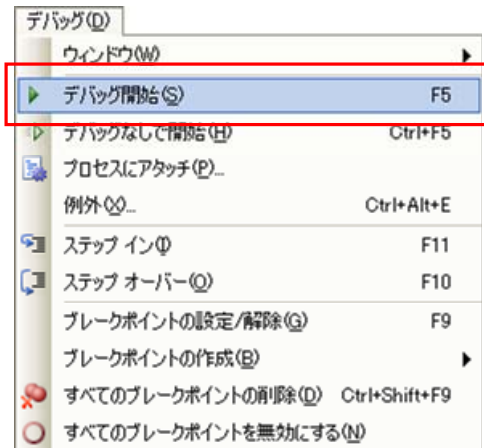 デバッグ(D)
ウィンドウ(W)
デバッグ開始(S) F5
デバッグなしで開始(H) Ctrl+F5
プロセスにアタッチ(P)...
例外(X)... Ctrl+Alt+E
ステップ イン(I) F11
ステップ オーバー(O) F10
ブレークポイントの設定/解除(G) F9
ブレークポイントの作成(B)
すべてのブレークポイントの削除(D) Ctrl+Shift+F9
すべてのブレークポイントを無効にする(N)